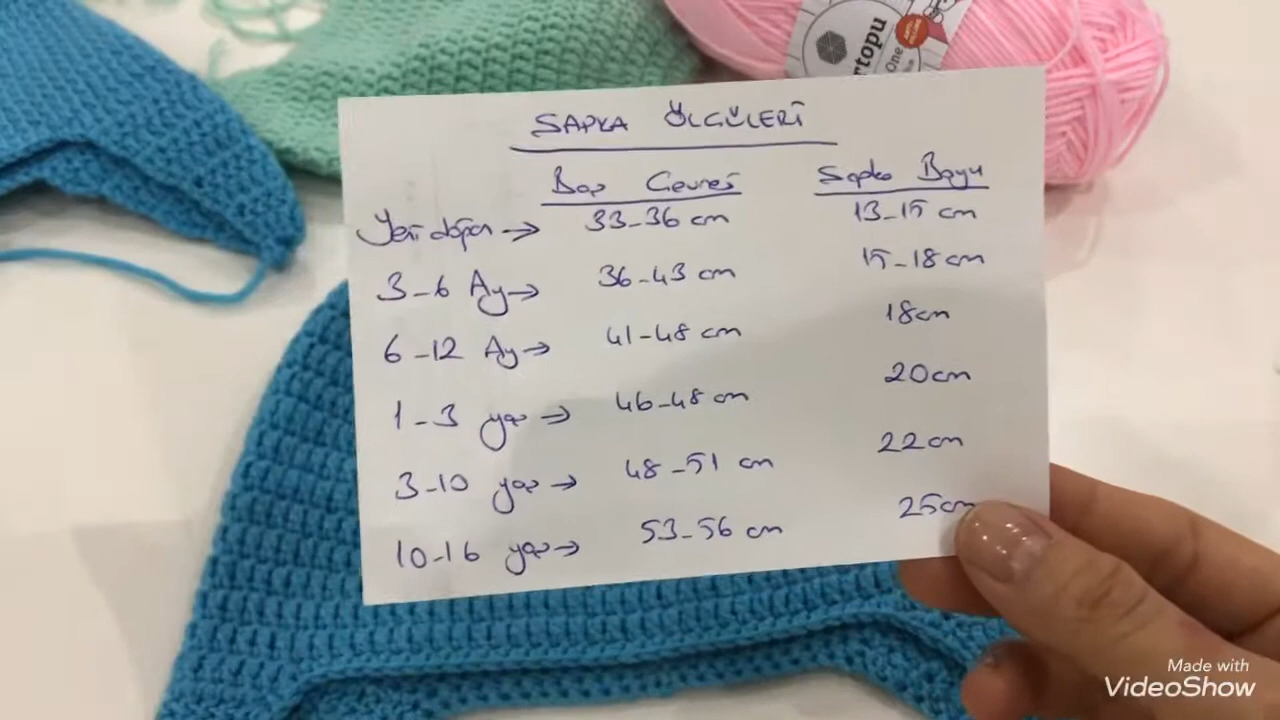 rtopu
One
ŞAPKA ÖLÇÜLERİ
Baş Çevresi Şapka Boyu
Yeni doğan → 33-36 cm 13-15 cm
3-6 Ay → 36-43 cm 15-18 cm
6-12 Ay → 41-48 cm 18cm
1-3 yaş → 46-48 cm 20cm
3-10 yaş → 48-51 cm 22cm
10-16 yaş → 53-56 cm 25cm
Made with
VideoShow